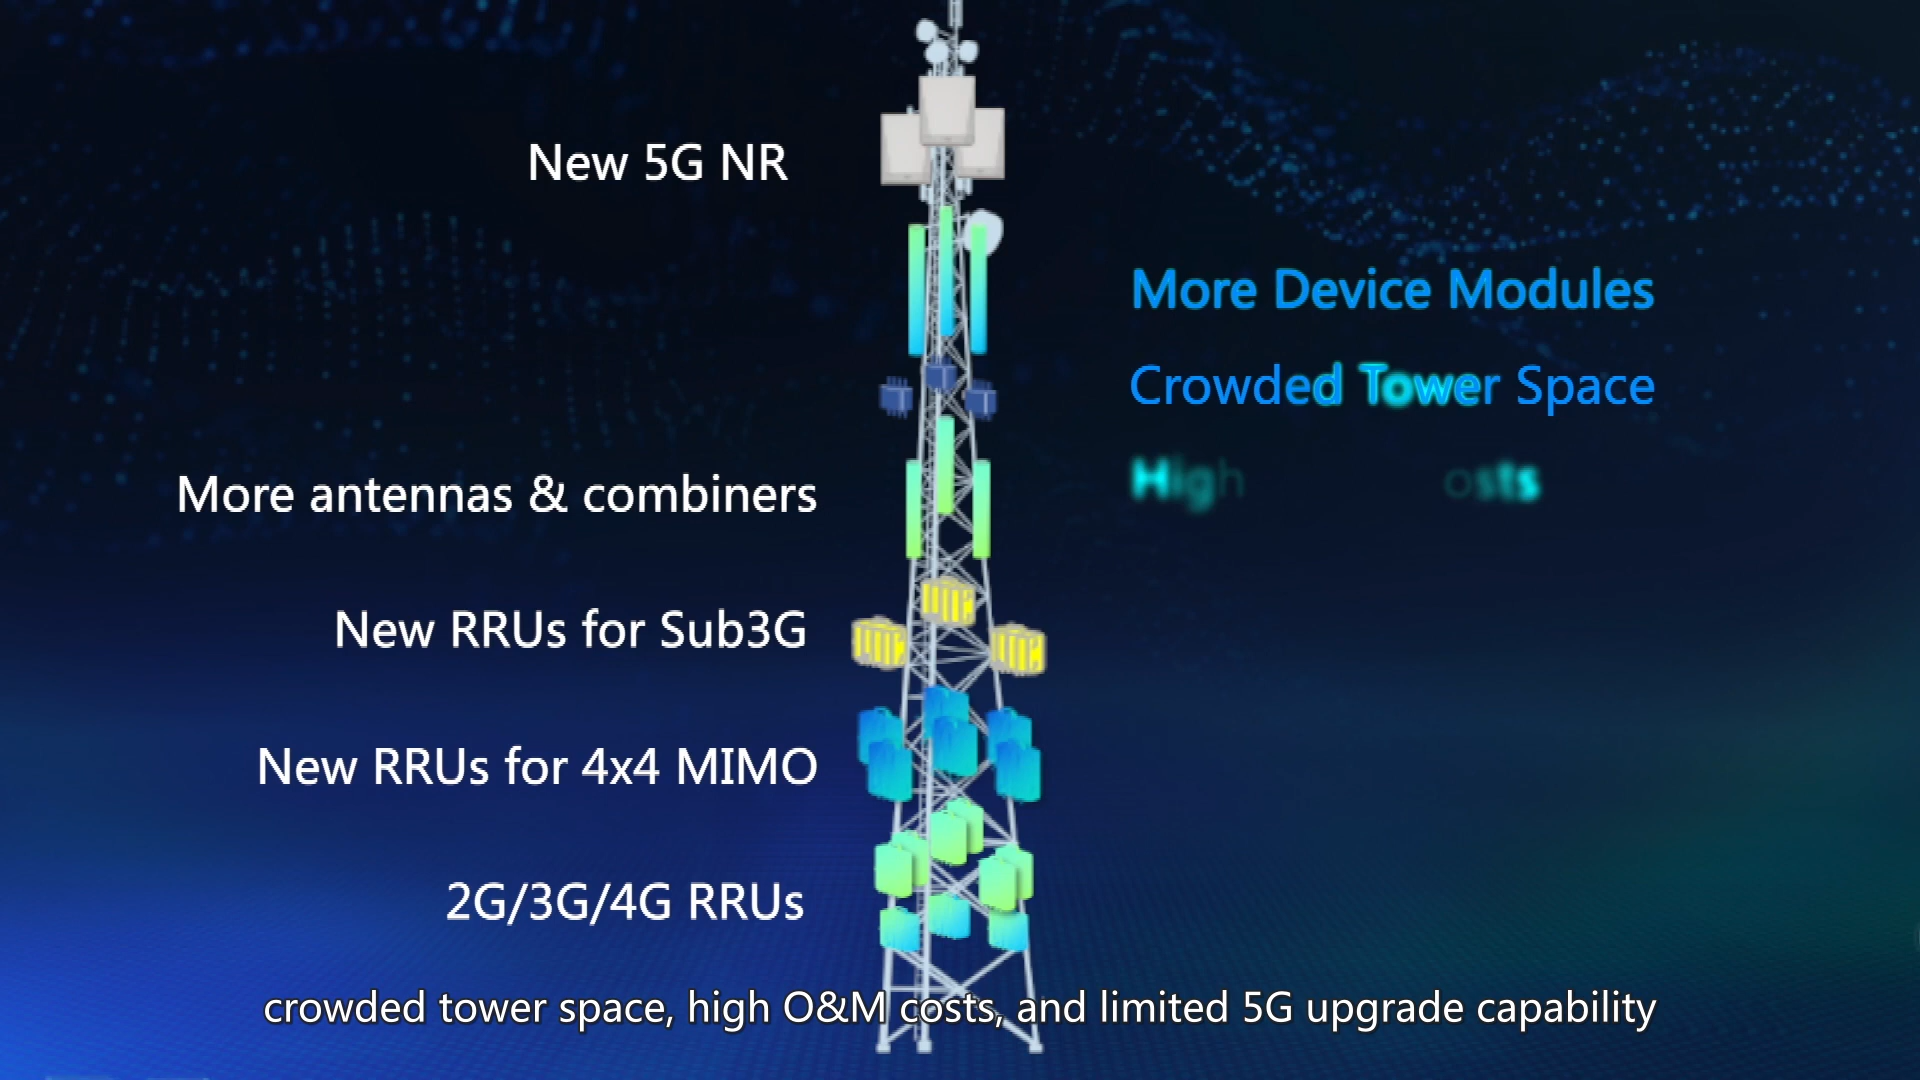 New 5G NR
More Device Modules
Crowded Tower Space
High
More antennas & combiners
New RRUs for Sub3G
New RRUs for 4x4 MIMO
2G/3G/4G RRUs
crowded tower space, high O&M costs, and limited 5G upgrade capability